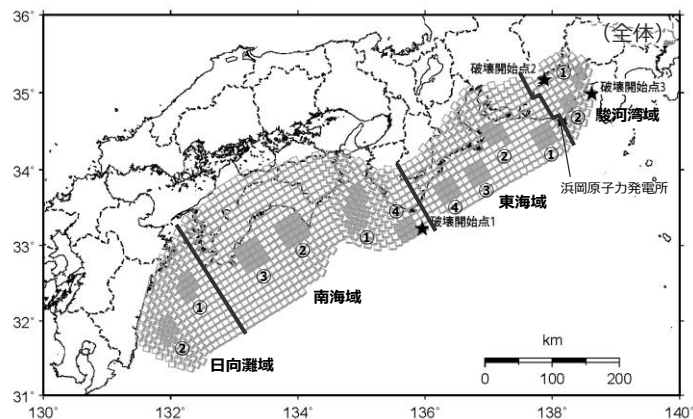 36°
35°
34°
33°
32°
31°
130
132
134
136
138
140
（全体）
破壊開始点2
①
破壊開始点3
②
駿河湾域
①
②
浜岡原子力発電所
③
④
東海域
④
破壊開始点1
①
②
③
南海域
①
②
日向灘域
km
0
100
200